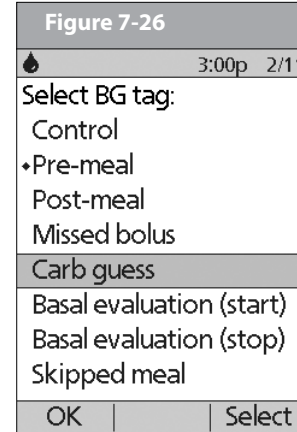 Figure 7-26
3:00p 2/11
Select BG tag:
Control
Pre-meal
Post-meal
Missed bolus
Carb guess
Basal evaluation (start)
Basal evaluation (stop)
Skipped meal
OK Select